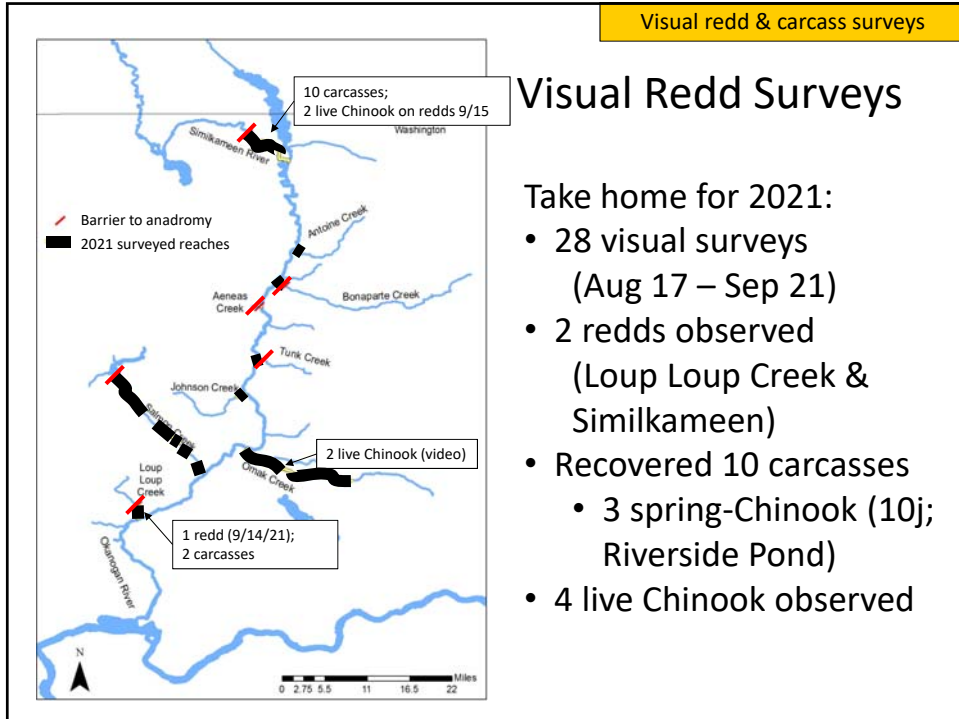 Visual redd & carcass surveys
Visual Redd Surveys
10 carcasses;
2 live Chinook on redds 9/15
Washington
Similkameen River
Barrier to anadromy
2021 surveyed reaches
Antoine Creek
Aeneas
Creek
Bonaparte Creek
Tunk Creek
Johnson Creek
Salmon Creek
2 live Chinook (video)
Omak Creek
Loup
Loup
Creek
1 redd (9/14/21);
2 carcasses
Okanogan River
N
Miles
0 2.75 5.5 11 16.5 22
Take home for 2021:
• 28 visual surveys
(Aug 17 – Sep 21)
• 2 redds observed
(Loup Loup Creek &
Similkameen)
• Recovered 10 carcasses
• 3 spring-Chinook (10j;
Riverside Pond)
• 4 live Chinook observed